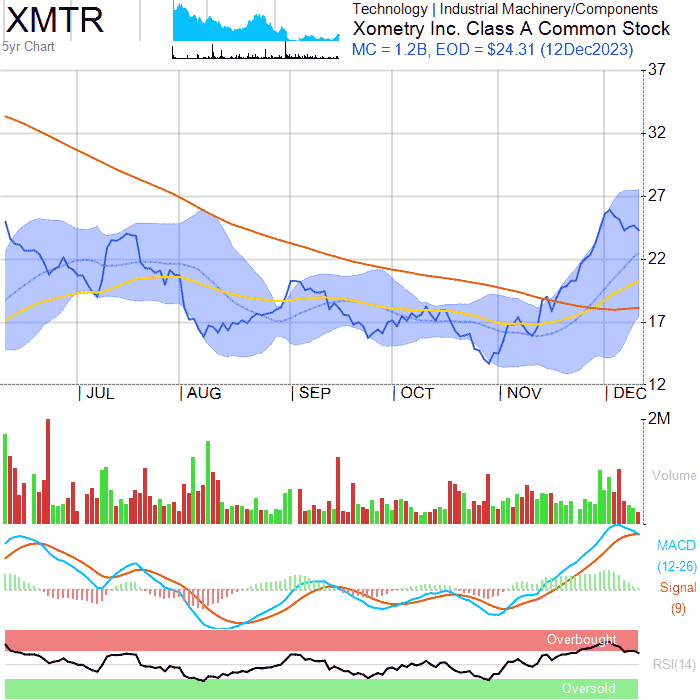 XMTR
5yr Chart
Technology | Industrial Machinery/Components
Xometry Inc. Class A Common Stock
MC = 1.2B, EOD = $24.31 (12Dec2023)
37
32
27
22
17
12
| JUL | AUG | SEP | OCT | NOV | DEC
2M
Volume
MACD
(12-26)
Signal
(9)
Overbought
RSI(14)
Oversold